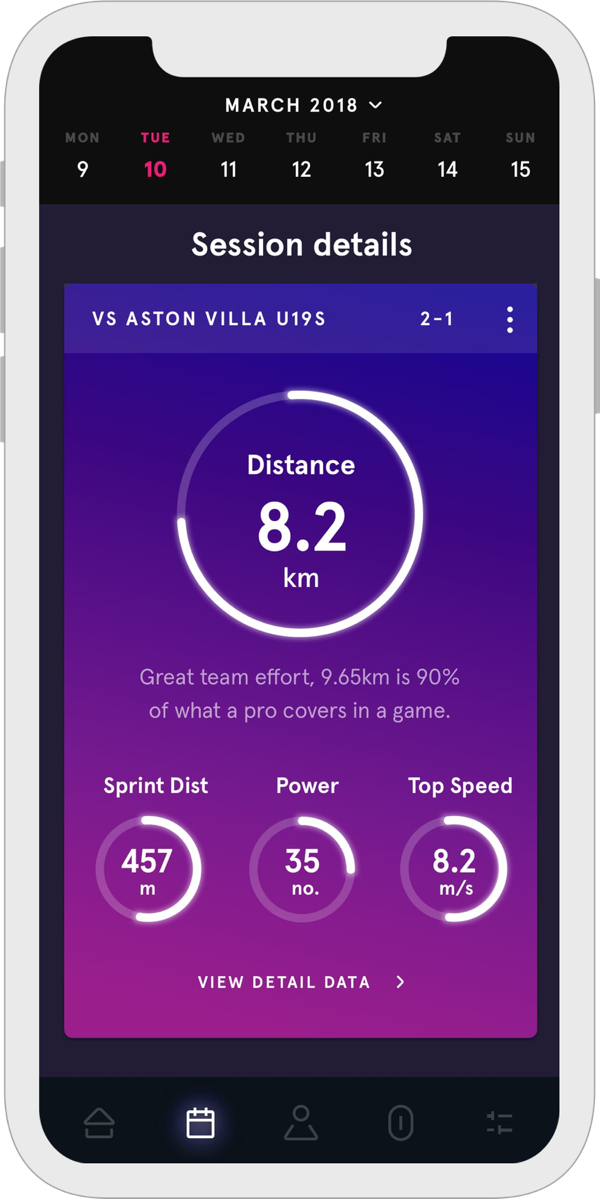 MARCH 2018
MON TUE WED THU FRI SAT SUN
9 10 11 12 13 14 15
Session details
VS ASTON VILLA U19S 2-1
Distance
8.2
km
Great team effort, 9.65km is 90%
of what a pro covers in a game.
Sprint Dist Power Top Speed
457 35 8.2
m no. m/s
VIEW DETAIL DATA